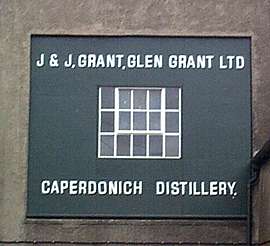 J & J, GRANT, GLEN GRANT LTD
CAPERDONICH DISTILLERY.